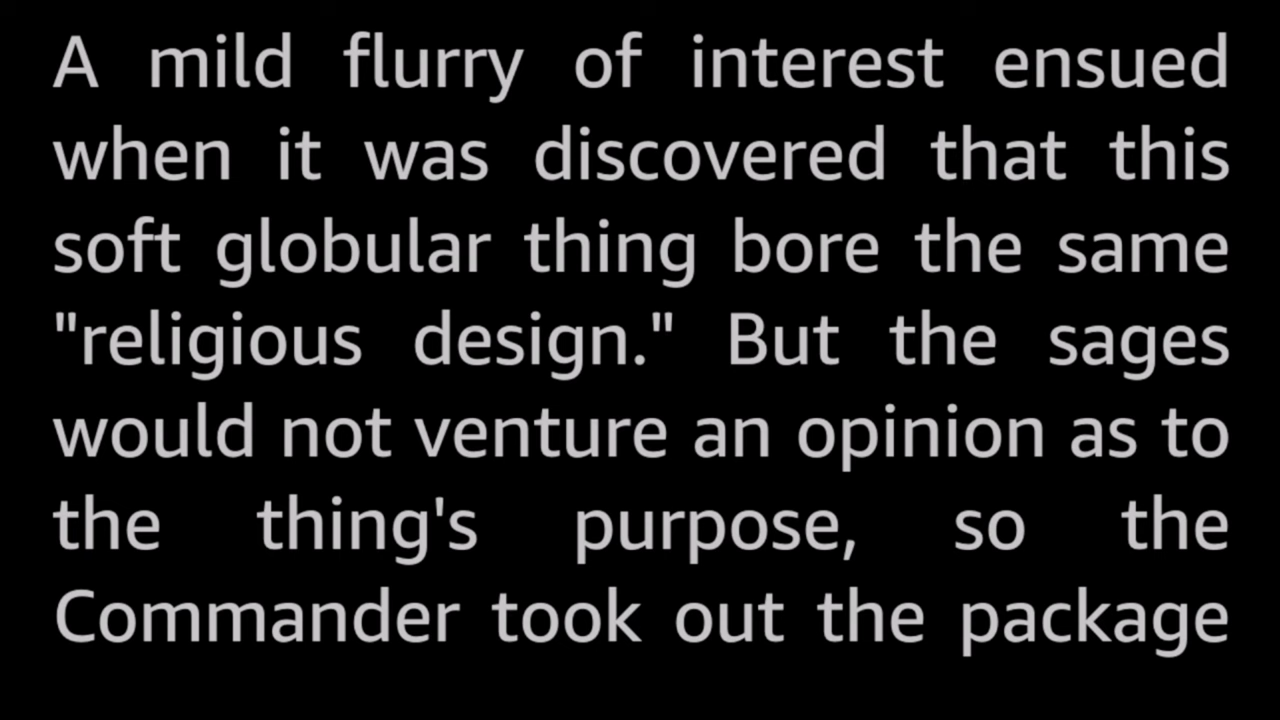 A mild flurry of interest ensued
when it was discovered that this
soft globular thing bore the same
"religious design." But the sages
would not venture an opinion as to
the thing's purpose, so the
Commander took out the package